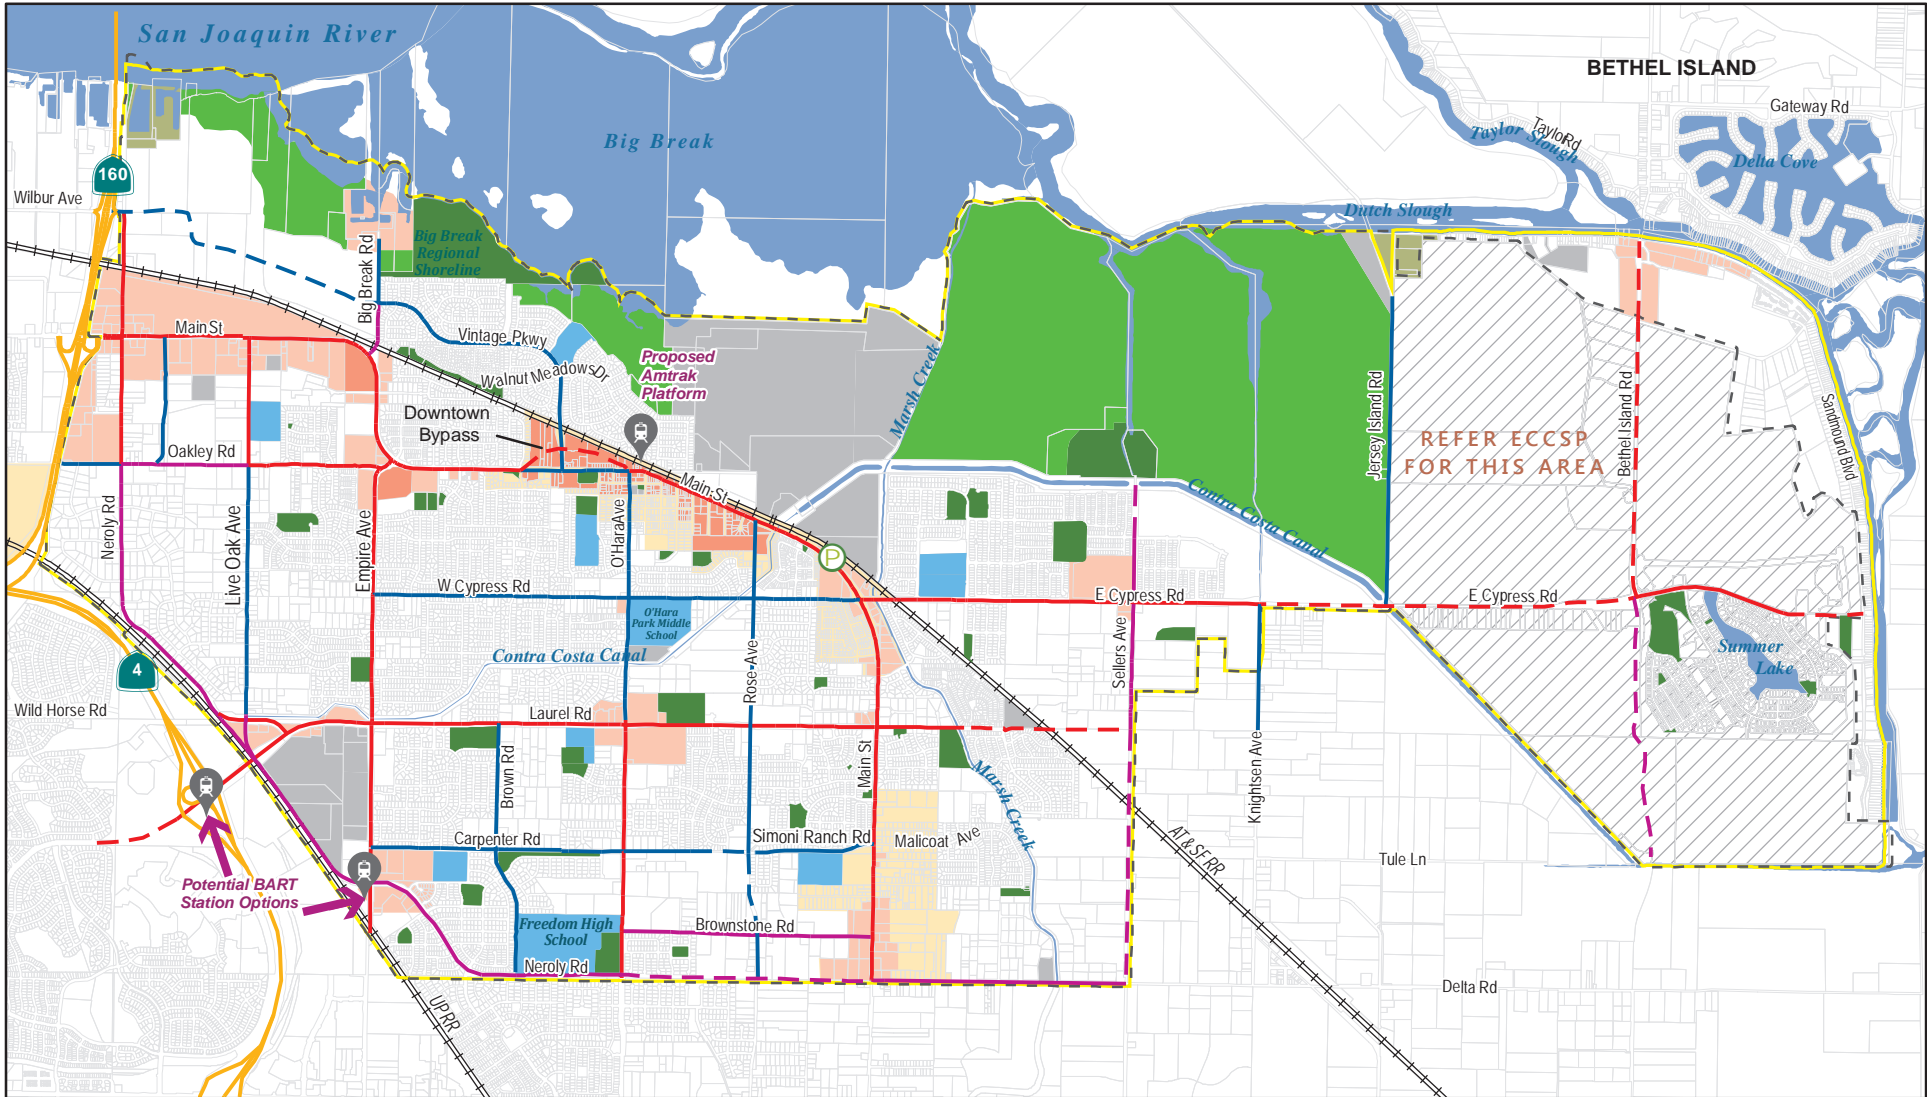 San Joaquin River
BETHEL ISLAND
Gateway Rd
Taylor Rd
Taylor Slough
Delta Cove
Big Break
160
Wilbur Ave
Dutch Slough
Big Break
Regional
Shoreline
Big Break Rd
Main St
Vintage Pkwy
Walnut Meadows Dr
Proposed
Amtrak
Platform
Marsh Creek
Downtown
Bypass
Jersey Island Rd
Bethel Island Rd
Sandmound Blvd
REFER ECCSP
FOR THIS AREA
Oakley Rd
Main St
Contra Costa Canal
Neroly Rd
Live Oak Ave
Empire Ave
O'Hara Ave
P
W Cypress Rd
E Cypress Rd
E Cypress Rd
O'Hara
Park Middle
School
Contra Costa Canal
Rose Ave
Sellers Ave
Summer
Lake
4
Wild Horse Rd
Laurel Rd
Brown Rd
Main St
Marsh Creek
Knightsen Ave
Carpenter Rd
Simoni Ranch Rd
Malicoat Ave
AT&SF RR
Tule Ln
Potential BART
Station Options
Freedom High
School
Brownstone Rd
Neroly Rd
Delta Rd
UPRR